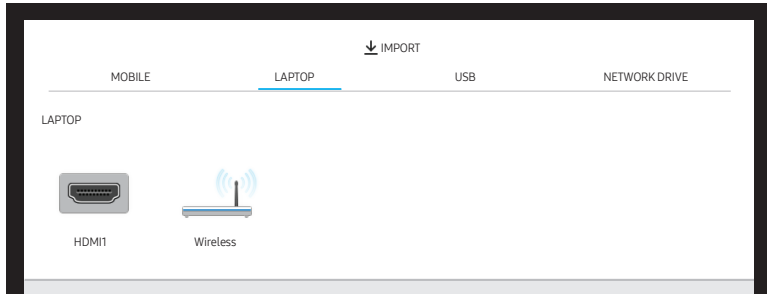 IMPORT
MOBILE LAPTOP USB NETWORK DRIVE
LAPTOP
HDMI1 Wireless